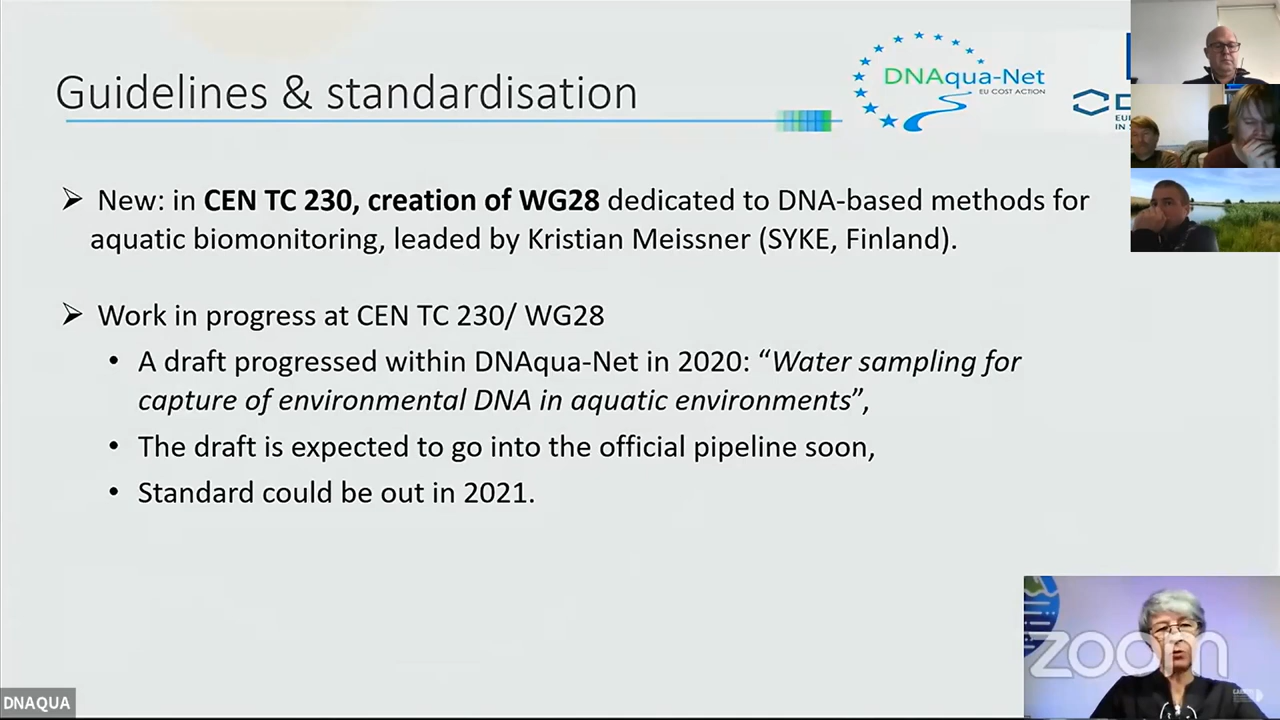 Guidelines & standardisation
DNAqua-Net
EU COST ACTION
➢ New: in CEN TC 230, creation of WG28 dedicated to DNA-based methods for
aquatic biomonitoring, leaded by Kristian Meissner (SYKE, Finland).
➢ Work in progress at CEN TC 230/ WG28
• A draft progressed within DNAqua-Net in 2020: “Water sampling for
capture of environmental DNA in aquatic environments”,
• The draft is expected to go into the official pipeline soon,
• Standard could be out in 2021.
zoom
DNAQUA